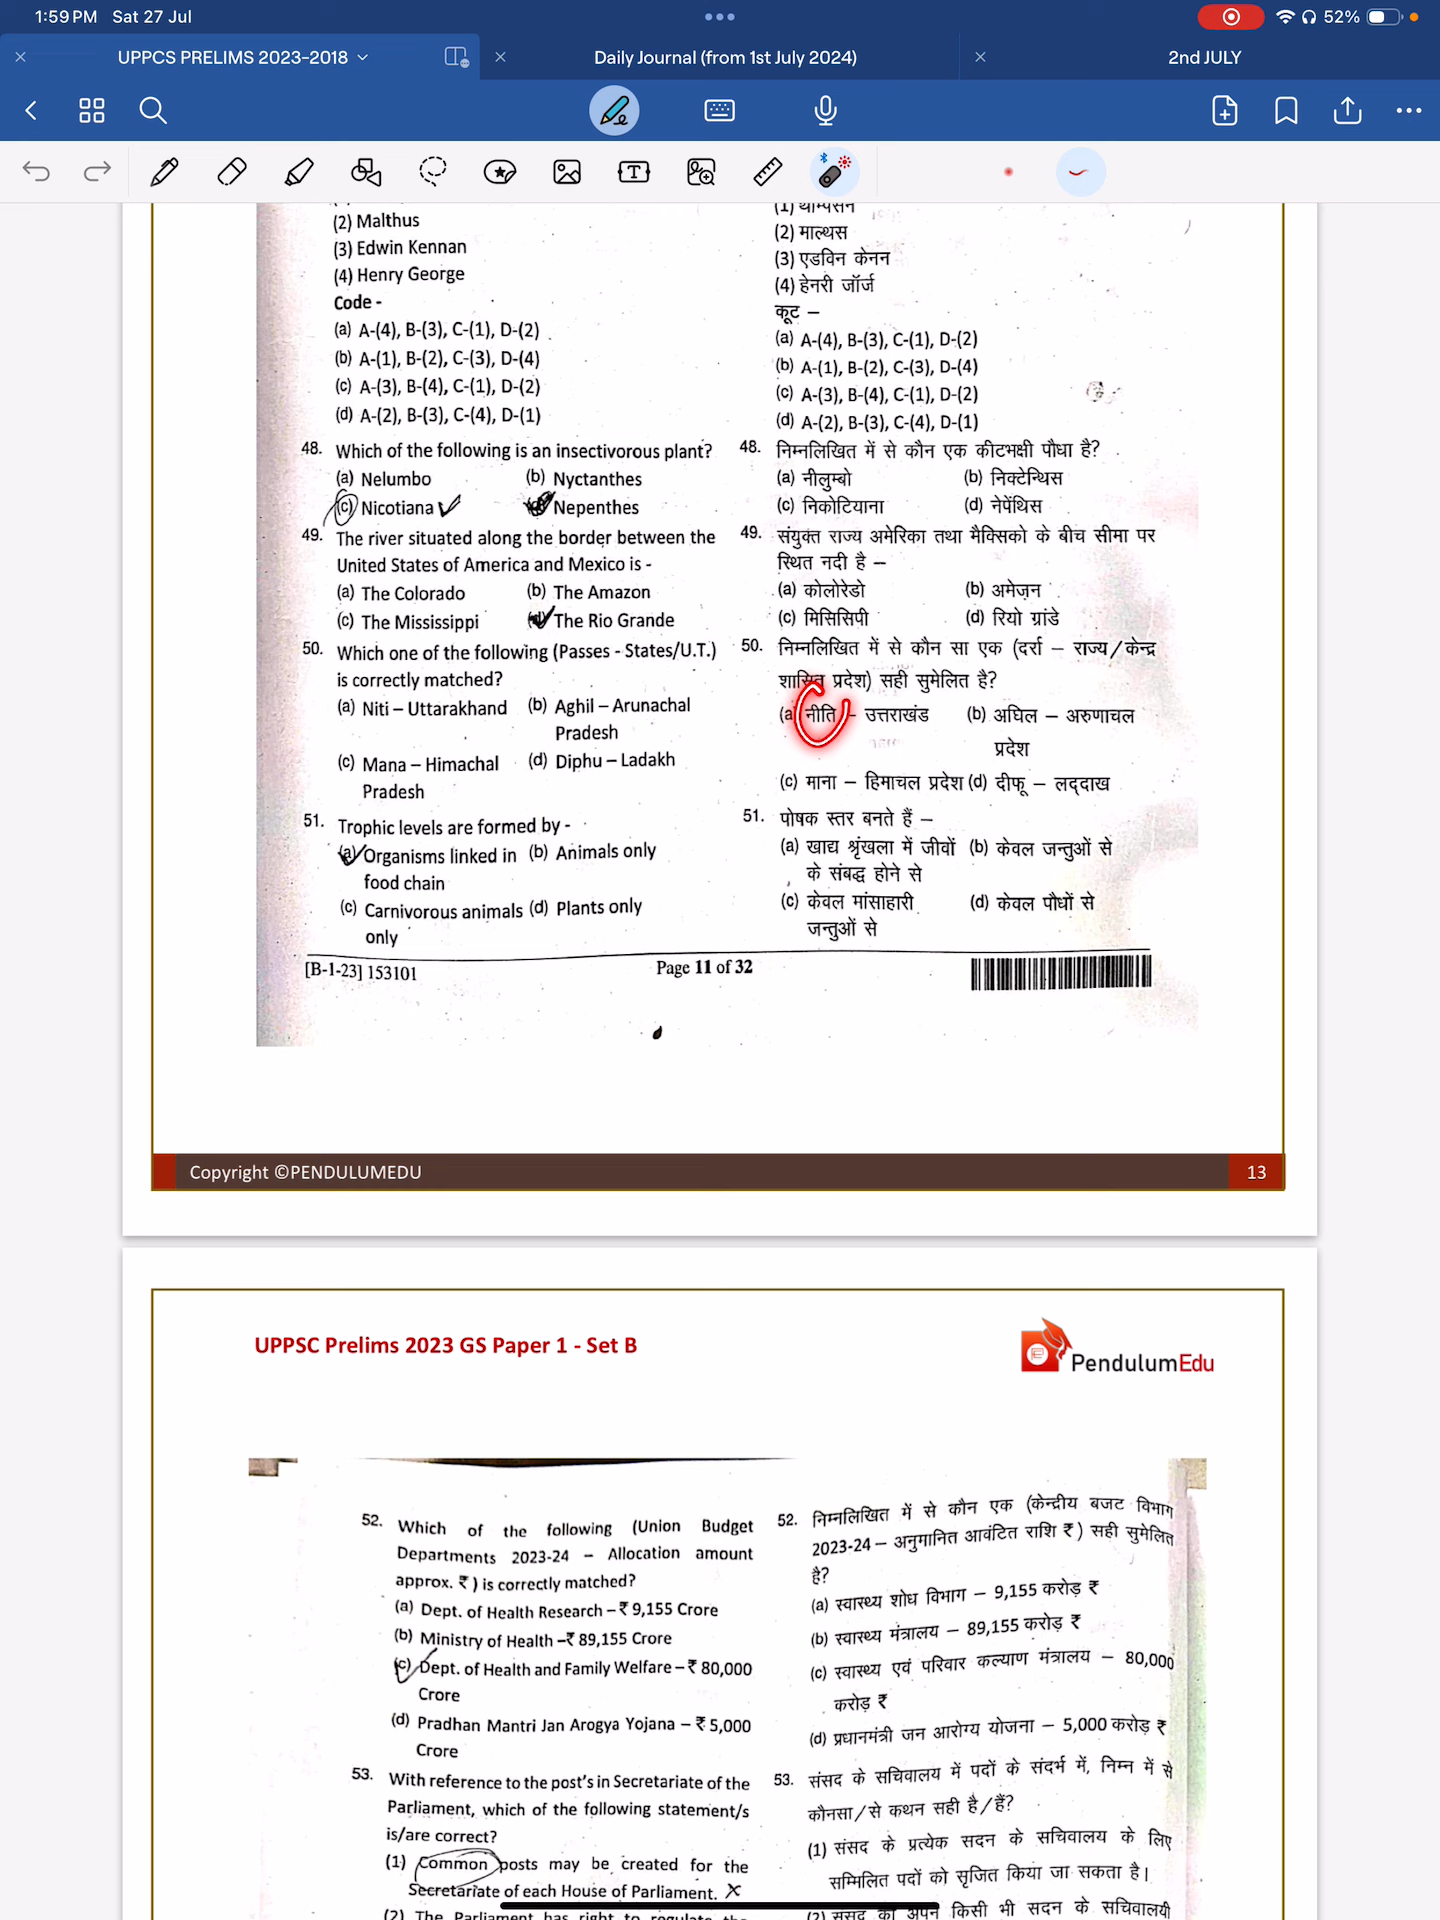 1:59 PM Sat 27 Jul
52%
UPPCS PRELIMS 2023-2018
Daily Journal (from 1st July 2024)
2nd JULY
(2) Malthus
(3) Edwin Kennan
(4) Henry George
Code -
(a) A-(4), B-(3), C-(1), D-(2)
(b) A-(1), B-(2), C-(3), D-(4)
(c) A-(3), B-(4), C-(1), D-(2)
(d) A-(2), B-(3), C-(4), D-(1)
48. Which of the following is an insectivorous plant?
(a) Nelumbo (b) Nyctanthes
(c) Nicotiana (d) Nepenthes
49. The river situated along the border between the
United States of America and Mexico is -
(a) The Colorado (b) The Amazon
(c) The Mississippi (d) The Rio Grande
50. Which one of the following (Passes - States/U.T.)
is correctly matched?
(a) Niti – Uttarakhand (b) Aghil – Arunachal
Pradesh
(c) Mana – Himachal (d) Diphu – Ladakh
Pradesh
51. Trophic levels are formed by -
(a) Organisms linked in (b) Animals only
food chain
(c) Carnivorous animals (d) Plants only
only
(1) थाम्पसन
(2) माल्थस
(3) एडविन केनन
(4) हेनरी जॉर्ज
कूट –
(a) A-(4), B-(3), C-(1), D-(2)
(b) A-(1), B-(2), C-(3), D-(4)
(c) A-(3), B-(4), C-(1), D-(2)
(d) A-(2), B-(3), C-(4), D-(1)
48. निम्नलिखित में से कौन एक कीटभक्षी पौधा है?
(a) नीलुम्बो (b) निक्टेन्थिस
(c) निकोटियाना (d) नेपेंथिस
49. संयुक्त राज्य अमेरिका तथा मैक्सिको के बीच सीमा पर
स्थित नदी है –
(a) कोलोरेडो (b) अमेज़न
(c) मिसिसिपी (d) रियो ग्रांडे
50. निम्नलिखित में से कौन सा एक (दर्रा – राज्य/केन्द्र
शासित प्रदेश) सही सुमेलित है?
(a) नीति – उत्तराखंड (b) अघिल – अरुणाचल
प्रदेश
(c) माना – हिमाचल प्रदेश (d) दीफू – लद्दाख
51. पोषक स्तर बनते हैं –
(a) खाद्य श्रृंखला में जीवों (b) केवल जन्तुओं से
के संबद्ध होने से
(c) केवल मांसाहारी (d) केवल पौधों से
जन्तुओं से
[B-1-23] 153101 Page 11 of 32
Copyright ©PENDULUMEDU 13
UPPSC Prelims 2023 GS Paper 1 - Set B
PendulumEdu
52. Which of the following (Union Budget
Departments 2023-24 – Allocation amount
approx. ₹ ) is correctly matched?
(a) Dept. of Health Research – ₹ 9,155 Crore
(b) Ministry of Health –₹ 89,155 Crore
(c) Dept. of Health and Family Welfare – ₹ 80,000
Crore
(d) Pradhan Mantri Jan Arogya Yojana – ₹ 5,000
Crore
53. With reference to the post's in Secretariate of the
Parliament, which of the following statement/s
is/are correct?
(1) Common posts may be created for the
Secretariate of each House of Parliament. X
(2) The Parliament has right to regulate the
52. निम्नलिखित में से कौन एक (केन्द्रीय बजट विभाग
2023-24 – अनुगानित आवंटित राशि ₹ ) सही सुमेलित
है?
(a) स्वास्थ्य शोध विभाग – 9,155 करोड़ ₹
(b) स्वास्थ्य मंत्रालय – 89,155 करोड़ ₹
(c) स्वास्थ्य एवं परिवार कल्याण मंत्रालय – 80,000
करोड़ ₹
(d) प्रधानमंत्री जन आरोग्य योजना – 5,000 करोड़ ₹
53. संसद के सचिवालय में पदों के संदर्भ में, निम्न में से
कौनसा/से कथन सही है/हैं?
(1) संसद के प्रत्येक सदन के सचिवालय के लिए
सम्मिलित पदों को सृजित किया जा सकता है।
(2) संसद को अपने किसी भी सदन के सचिवालयी